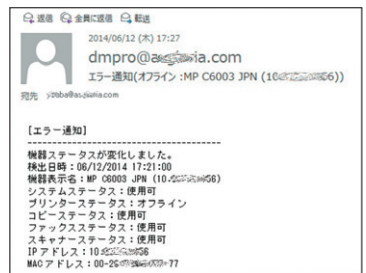 返信 全員に返信 転送
2014/06/12 (木) 17:27
dmpro@
エラー通知(オフライン :MP C6003 JPN (10
宛先
[エラー通知]
機器ステータスが変化しました。
検出日時：06/12/2014 17:21:00
機器表示名：MP C6003 JPN (10.
システムステータス：使用可
プリンターステータス：オフライン
コピーステータス：使用可
ファックスステータス：使用可
スキャナーステータス：使用可
IPアドレス：10
MACアドレス：00-26